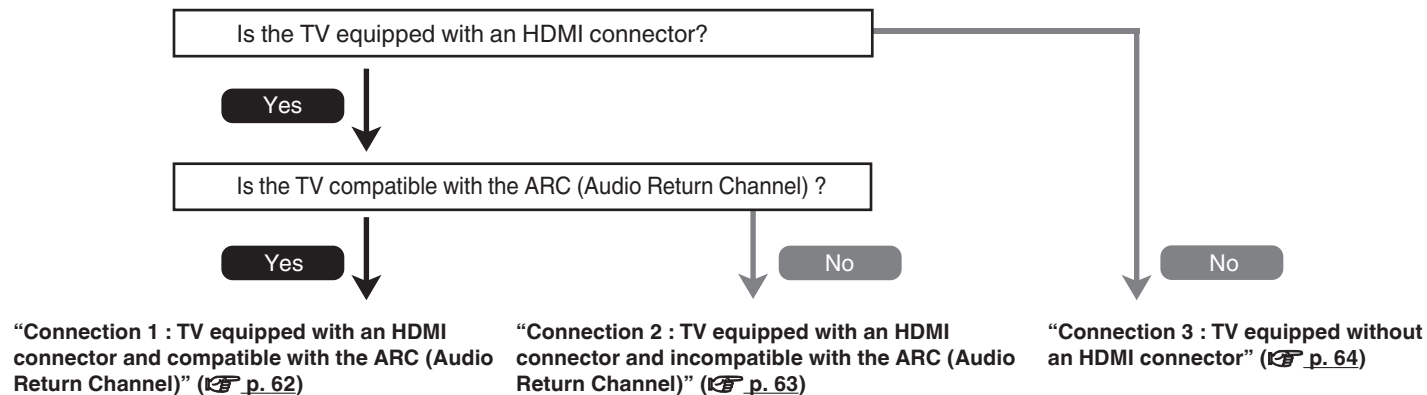 Is the TV equipped with an HDMI connector?
Yes
Is the TV compatible with the ARC (Audio Return Channel) ?
Yes
No
No
“Connection 1 : TV equipped with an HDMI
connector and compatible with the ARC (Audio
Return Channel)” (☞ p. 62)
“Connection 2 : TV equipped with an HDMI
connector and incompatible with the ARC (Audio
Return Channel)” (☞ p. 63)
“Connection 3 : TV equipped without
an HDMI connector” (☞ p. 64)